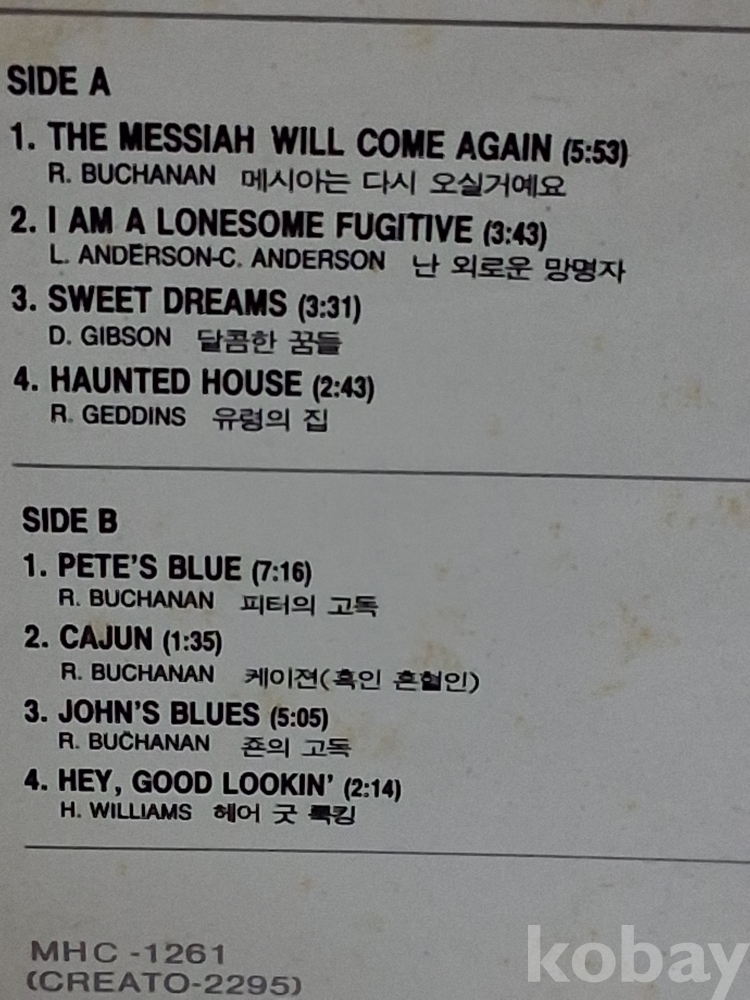 SIDE A
1. THE MESSIAH WILL COME AGAIN (5:53)
R. BUCHANAN 메시아는 다시 오실거예요
2. I AM A LONESOME FUGITIVE (3:43)
L. ANDERSON-C. ANDERSON 난 외로운 망명자
3. SWEET DREAMS (3:31)
D. GIBSON 달콤한 꿈들
4. HAUNTED HOUSE (2:43)
R. GEDDINS 유령의 집
SIDE B
1. PETE'S BLUE (7:16)
R. BUCHANAN 피터의 고독
2. CAJUN (1:35)
R. BUCHANAN 케이젼(흑인 혼혈인)
3. JOHN'S BLUES (5:05)
R. BUCHANAN 죤의 고독
4. HEY, GOOD LOOKIN' (2:14)
H. WILLIAMS 헤어 굿 룩킹
MHC -1261
(CREATO-2295)
kobay